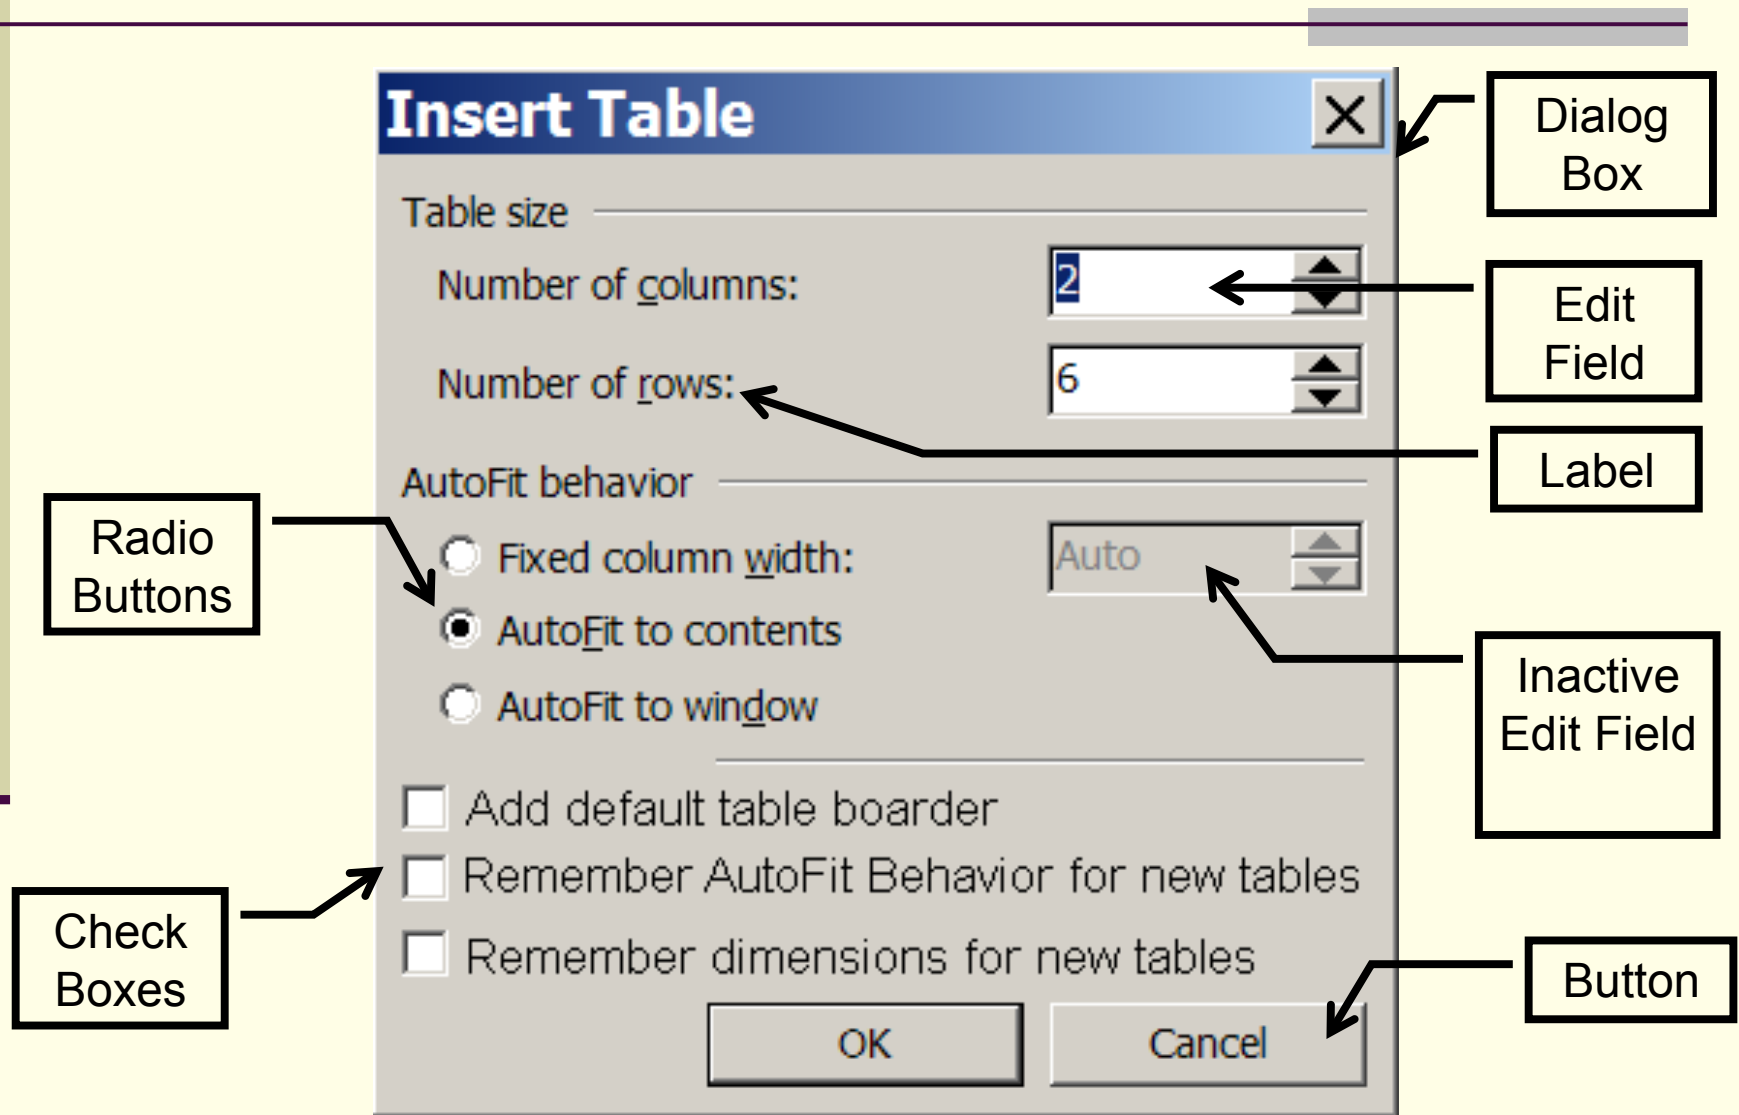 Insert Table
Dialog
Box
Table size
Number of columns:
2
Edit
Field
Number of rows:
6
Label
AutoFit behavior
Radio
Buttons
Fixed column width:
Auto
AutoFit to contents
Inactive
Edit Field
AutoFit to window
Add default table boarder
Remember AutoFit Behavior for new tables
Check
Boxes
Remember dimensions for new tables
Button
OK
Cancel